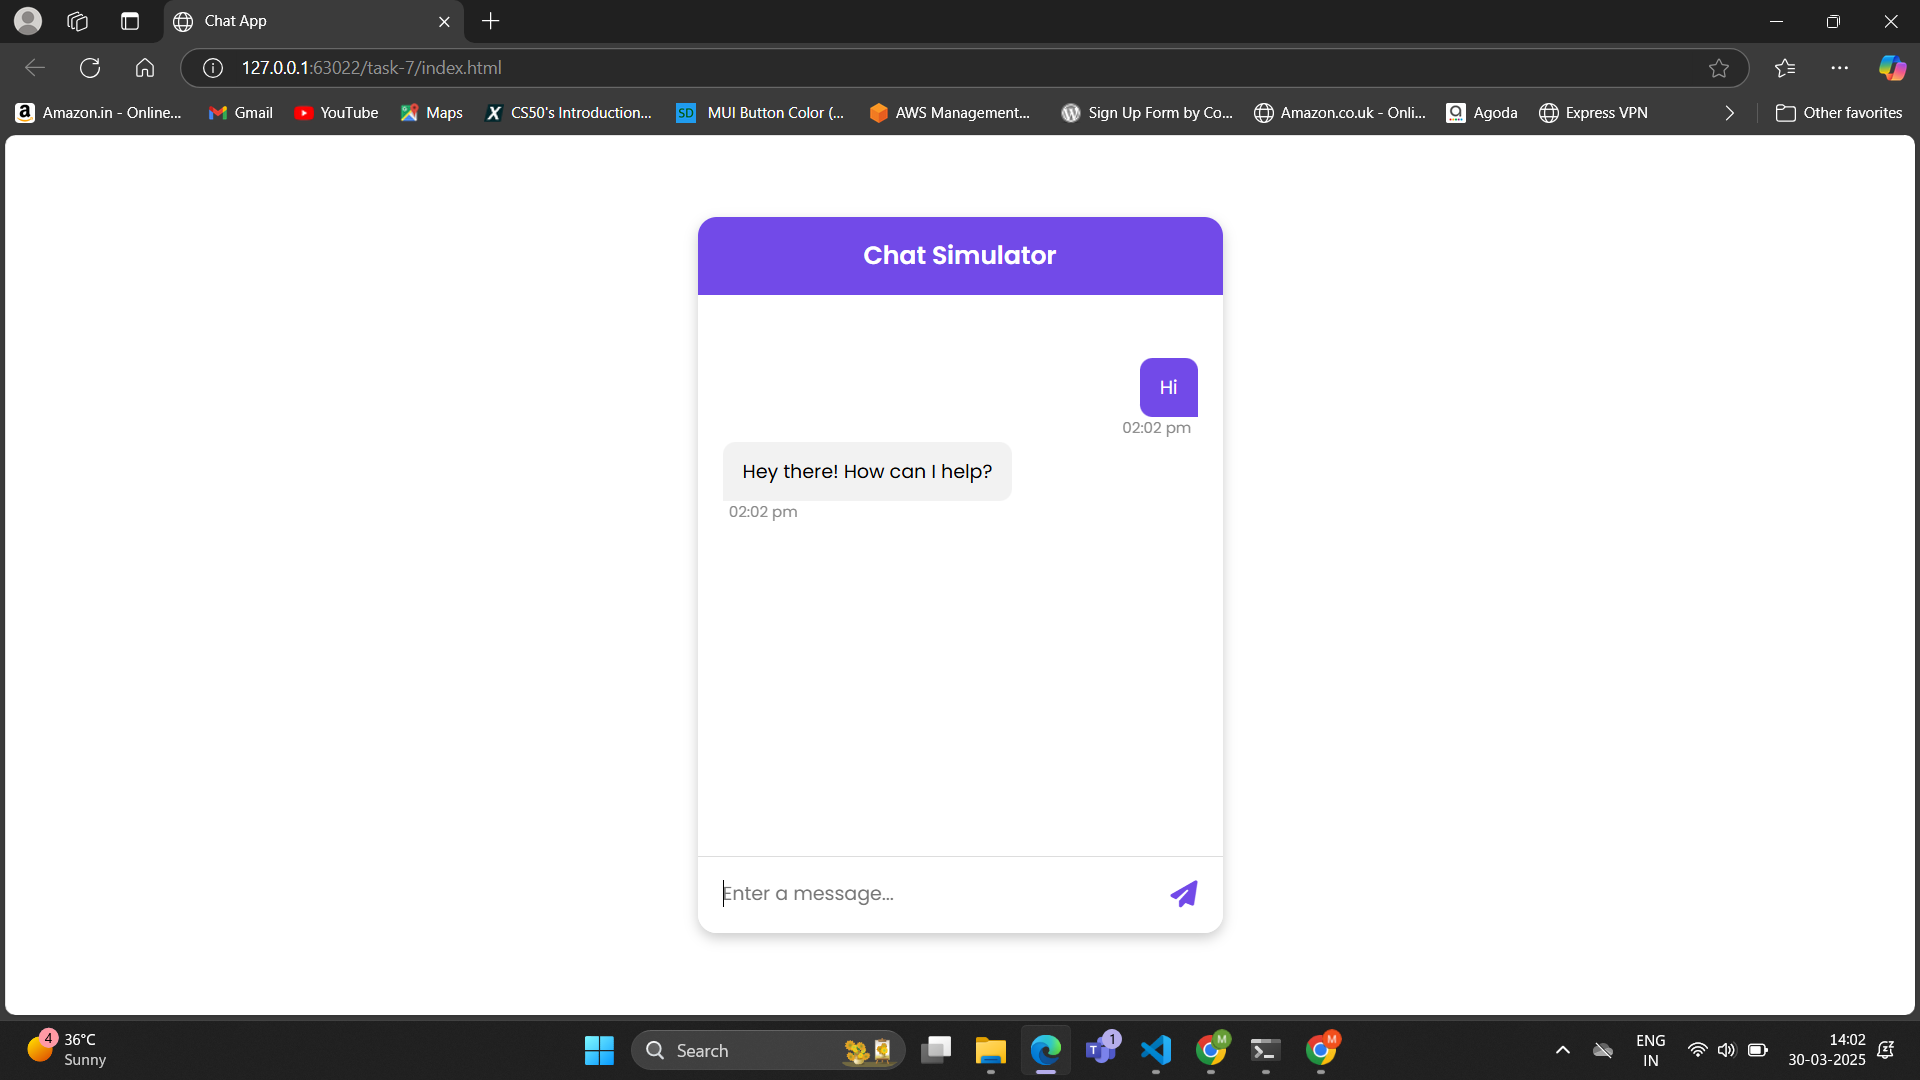 Chat App
127.0.0.1:63022/task-7/index.html
Amazon.in - Online... Gmail YouTube Maps CS50's Introduction... SD MUI Button Color (... AWS Management... Sign Up Form by Co... Amazon.co.uk - Onli... Agoda Express VPN Other favorites
Chat Simulator
Hi
02:02 pm
Hey there! How can I help?
02:02 pm
Enter a message...
4 36°C
Sunny
Search
1 M M
ENG
IN
14:02
30-03-2025